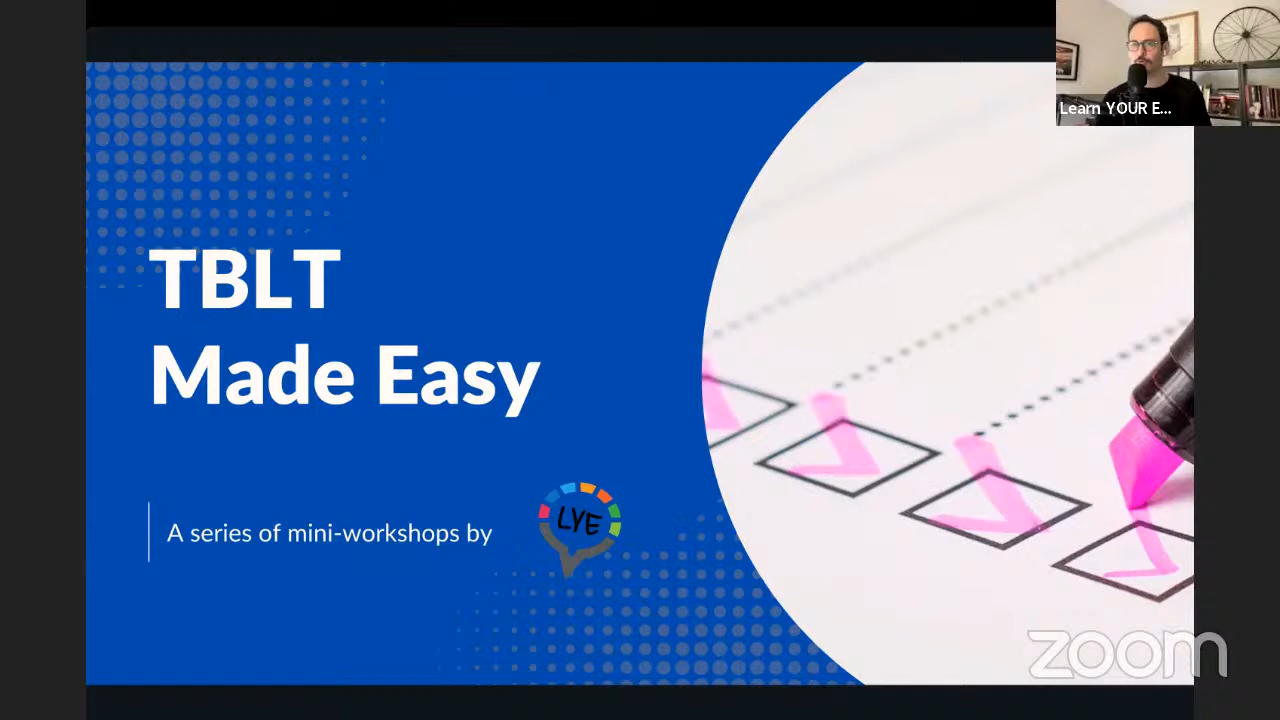 Learn YOUR E...
TBLT
Made Easy
A series of mini-workshops by
LYE
zoom